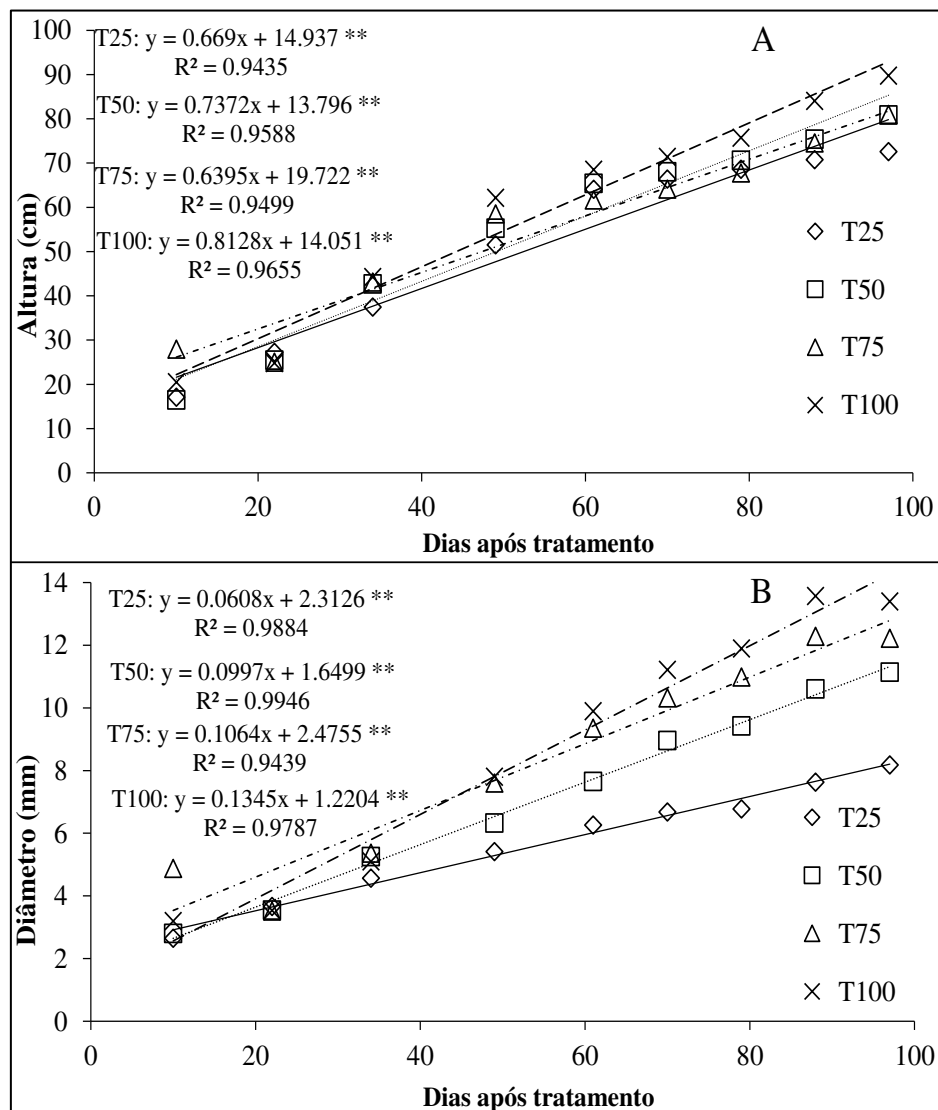 A
T25: y = 0.669x + 14.937 **
R² = 0.9435
T50: y = 0.7372x + 13.796 **
R² = 0.9588
T75: y = 0.6395x + 19.722 **
R² = 0.9499
T100: y = 0.8128x + 14.051 **
R² = 0.9655
100
90
80
70
60
50
40
30
20
10
0
Altura (cm)
T25
T50
T75
T100
0 20 40 60 80 100
Dias após tratamento
B
T25: y = 0.0608x + 2.3126 **
R² = 0.9884
T50: y = 0.0997x + 1.6499 **
R² = 0.9946
T75: y = 0.1064x + 2.4755 **
R² = 0.9439
T100: y = 0.1345x + 1.2204 **
R² = 0.9787
14
12
10
8
6
4
2
0
Diâmetro (mm)
T25
T50
T75
T100
0 20 40 60 80 100
Dias após tratamento